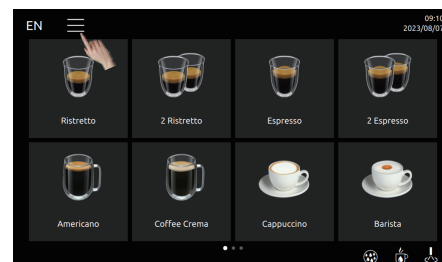 EN
09:10
2023/08/07
Ristretto
2 Ristretto
Espresso
2 Espresso
Americano
Coffee Crema
Cappuccino
Barista